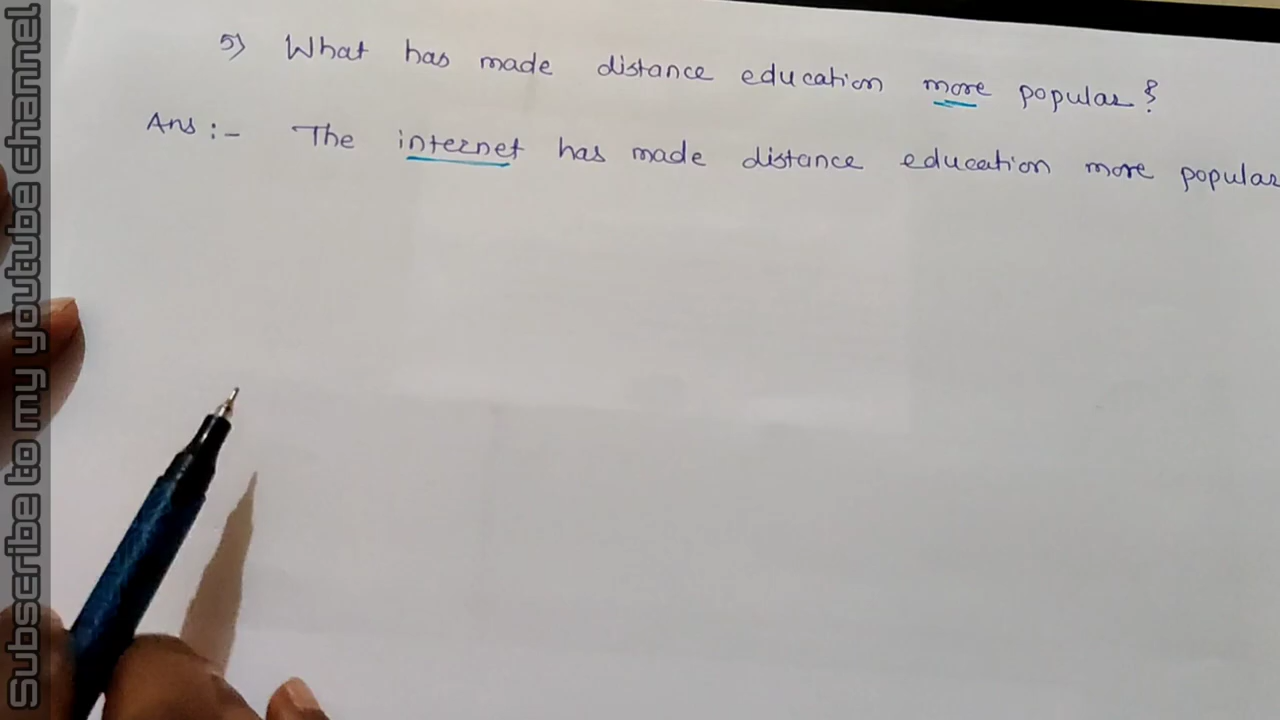 5) What has made distance education more popular?
Ans :- The internet has made distance education more popular
Subscribe to my youtube channel